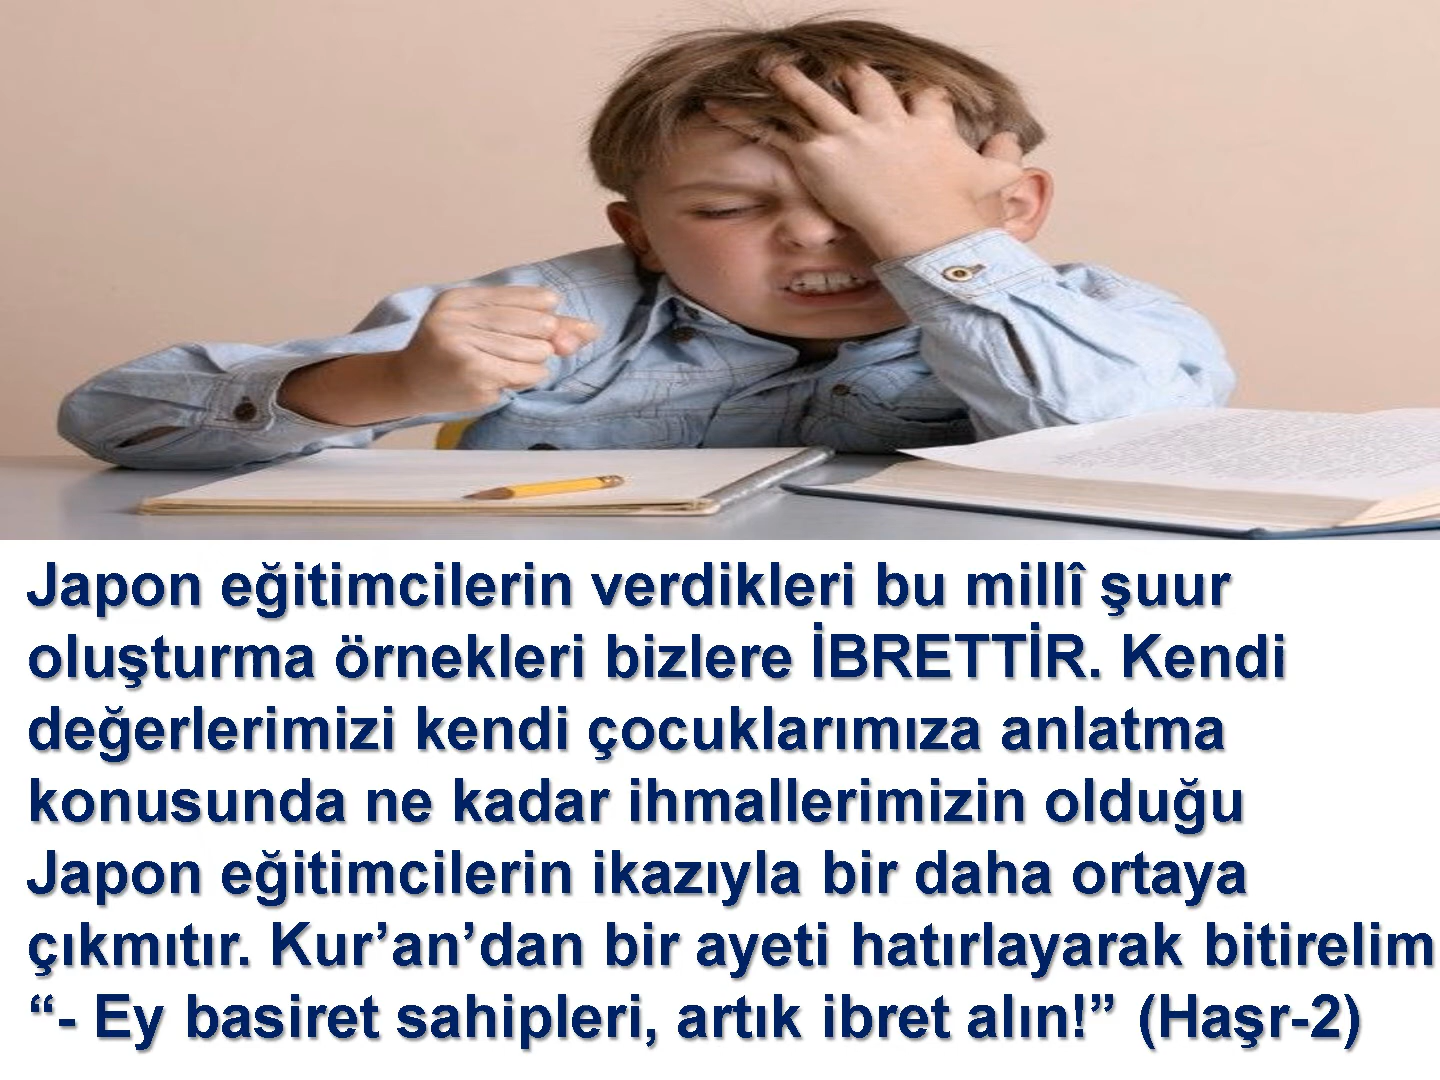 Japon eğitimcilerin verdikleri bu millî şuur
oluşturma örnekleri bizlere İBRETTİR. Kendi
değerlerimizi kendi çocuklarımıza anlatma
konusunda ne kadar ihmallerimizin olduğu
Japon eğitimcilerin ikazıyla bir daha ortaya
çıkmıtır. Kur’an’dan bir ayeti hatırlayarak bitirelim
“- Ey basiret sahipleri, artık ibret alın!” (Haşr-2)